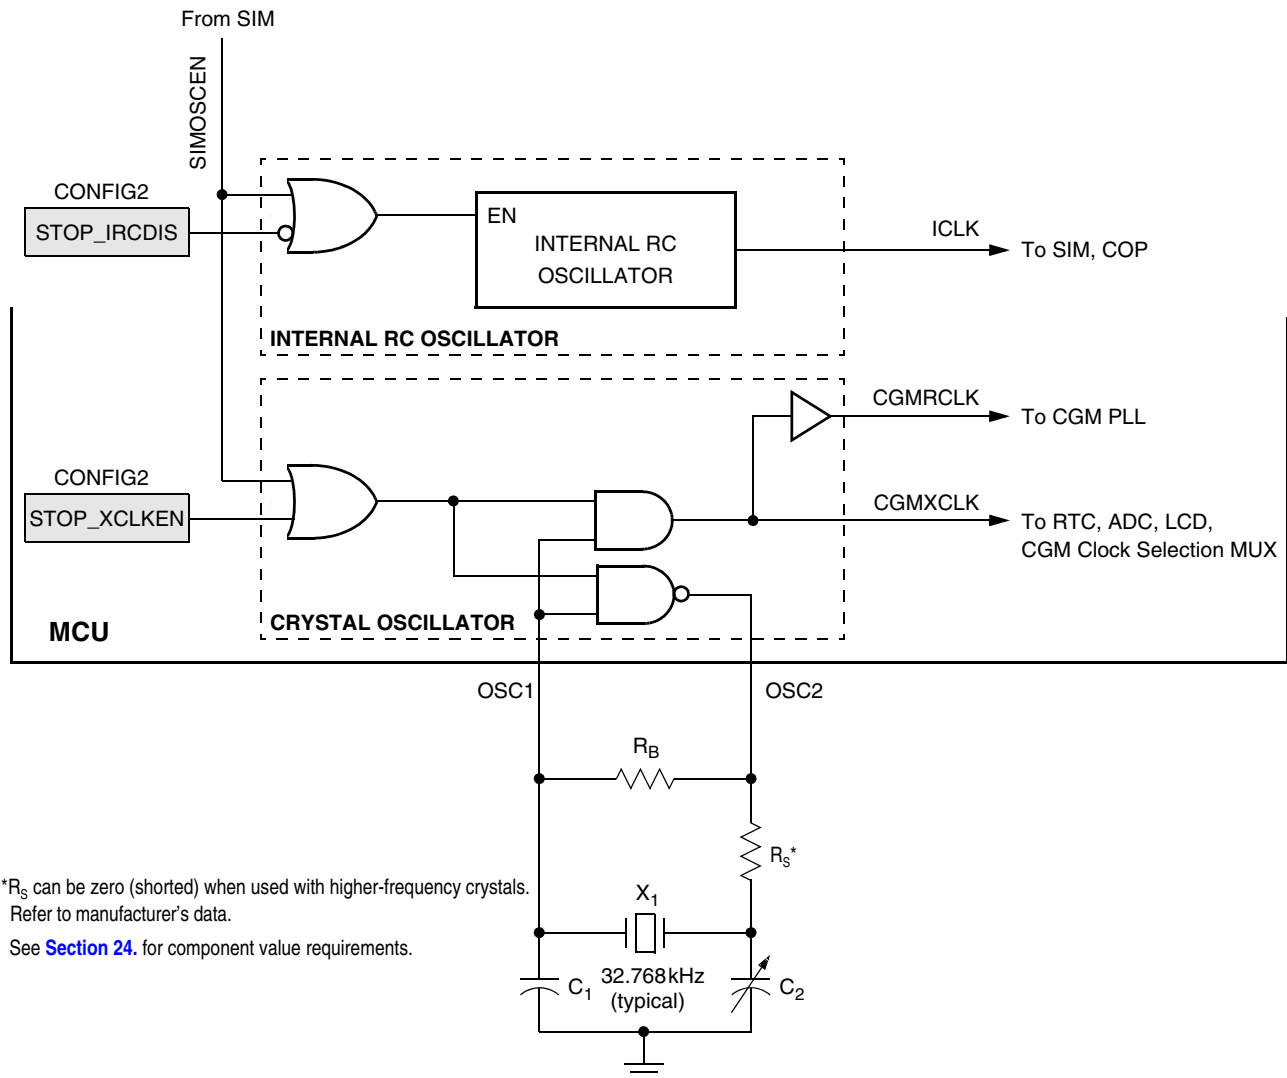 From SIM
SIMOSCEN
CONFIG2
STOP_IRCDIS
EN
INTERNAL RC
OSCILLATOR
ICLK
To SIM, COP
INTERNAL RC OSCILLATOR
CGMRCLK
To CGM PLL
CONFIG2
STOP_XCLKEN
CGMXCLK
To RTC, ADC, LCD,
CGM Clock Selection MUX
MCU
CRYSTAL OSCILLATOR
OSC1
OSC2
RB
RS*
*RS can be zero (shorted) when used with higher-frequency crystals.
Refer to manufacturer's data.
See Section 24. for component value requirements.
X1
32.768kHz
(typical)
C1
C2